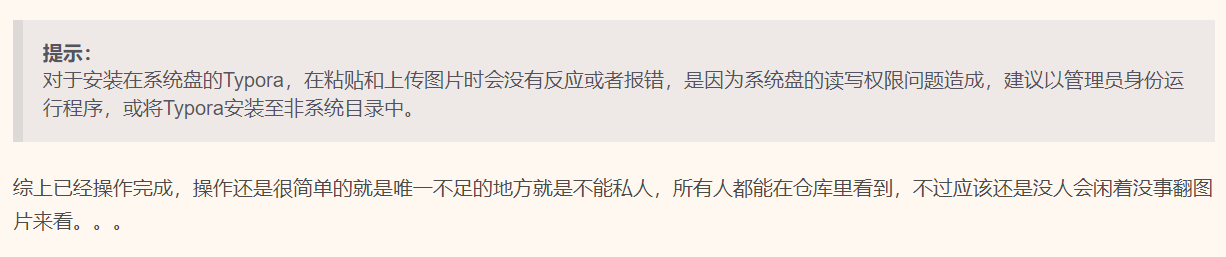 提示：
对于安装在系统盘的Typora，在粘贴和上传图片时会没有反应或者报错，是因为系统盘的读写权限问题造成，建议以管理员身份运
行程序，或将Typora安装至非系统目录中。
综上已经操作完成，操作还是很简单的就是唯一不足的地方就是不能私人，所有人都能在仓库里看到，不过应该还是没人会闲着没事翻图
片来看。。。